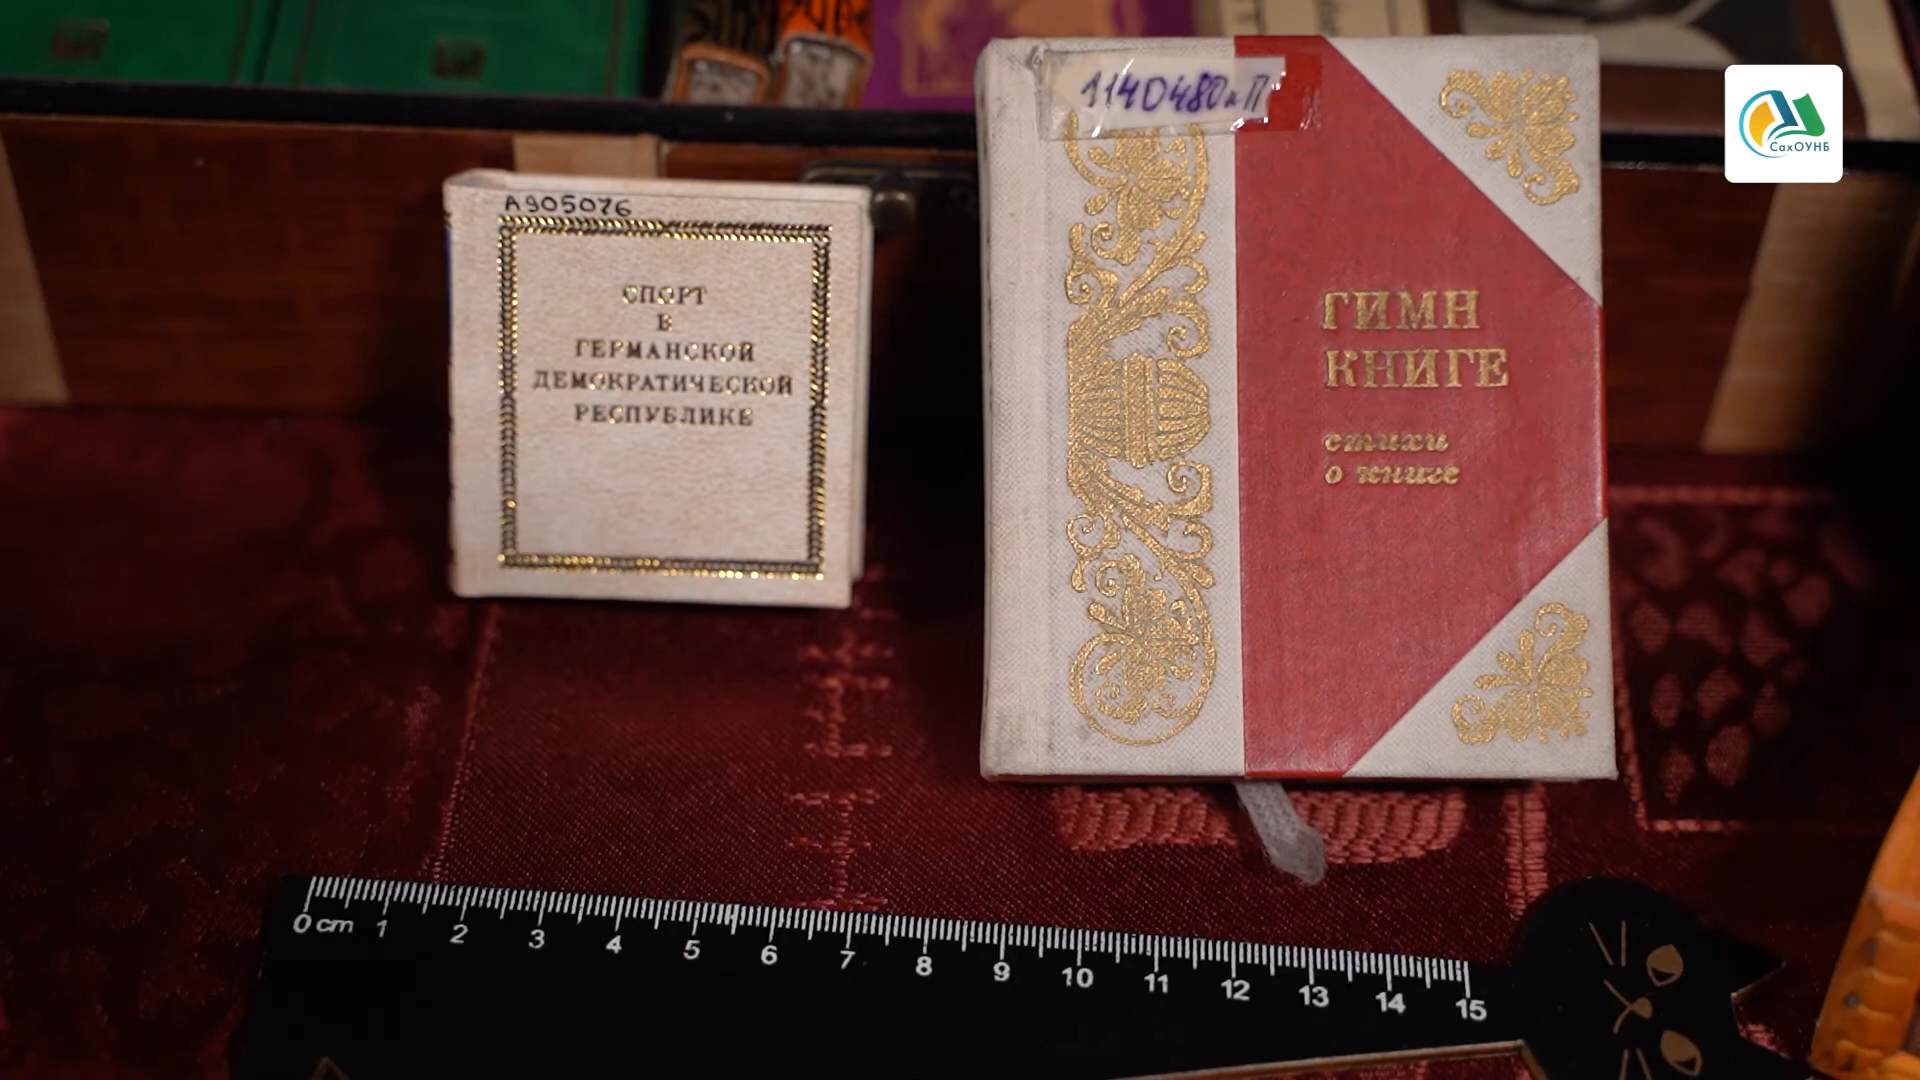 СахОУНБ
А905076
СПОРТ
В
ГЕРМАНСКОЙ
ДЕМОКРАТИЧЕСКОЙ
РЕСПУБЛИКЕ
1140480кП
ГИМН
КНИГЕ
стихи
о книге
0 cm 1 2 3 4 5 6 7 8 9 10 11 12 13 14 15